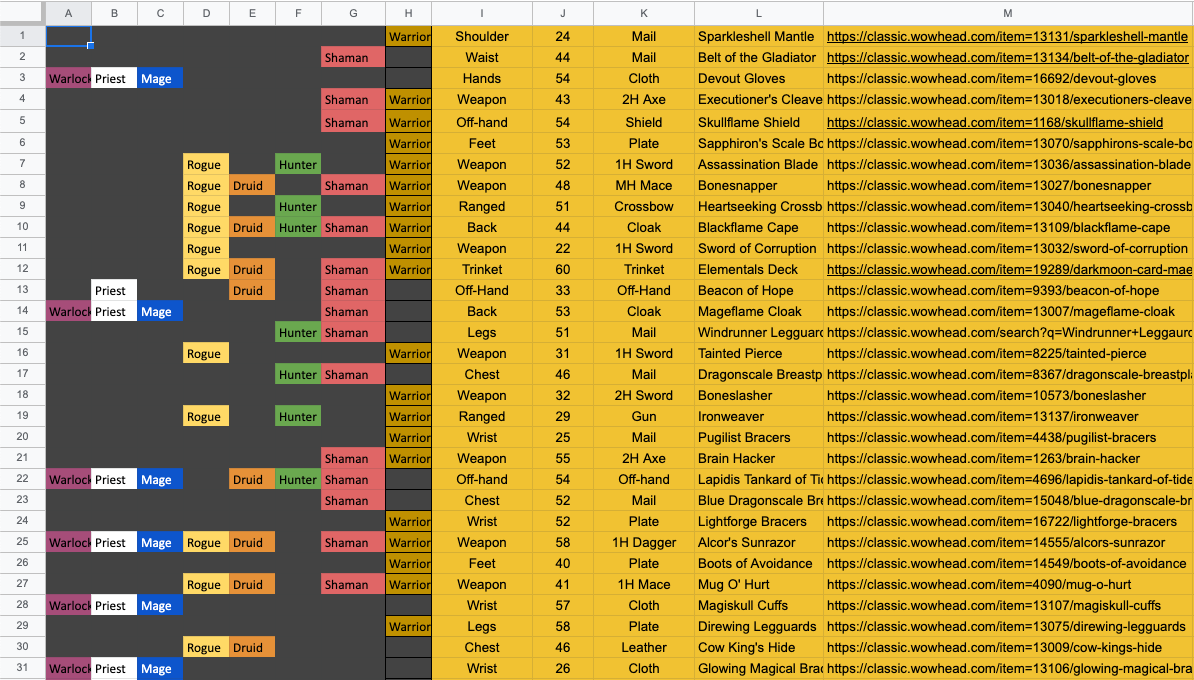 A B C D E F G H I J K L M
1 Warrior Shoulder 24 Mail Sparkleshell Mantle https://classic.wowhead.com/item=13131/sparkleshell-mantle
2 Shaman Waist 44 Mail Belt of the Gladiator https://classic.wowhead.com/item=13134/belt-of-the-gladiator
3 Warlock Priest Mage Hands 54 Cloth Devout Gloves https://classic.wowhead.com/item=16692/devout-gloves
4 Shaman Warrior Weapon 43 2H Axe Executioner's Cleave https://classic.wowhead.com/item=13018/executioners-cleave
5 Shaman Warrior Off-hand 54 Shield Skullflame Shield https://classic.wowhead.com/item=1168/skullflame-shield
6 Warrior Feet 53 Plate Sapphiron's Scale Bo https://classic.wowhead.com/item=13070/sapphirons-scale-bo
7 Rogue Hunter Warrior Weapon 52 1H Sword Assassination Blade https://classic.wowhead.com/item=13036/assassination-blade
8 Rogue Druid Shaman Warrior Weapon 48 MH Mace Bonesnapper https://classic.wowhead.com/item=13027/bonesnapper
9 Rogue Hunter Warrior Ranged 51 Crossbow Heartseeking Crossb https://classic.wowhead.com/item=13040/heartseeking-crossb
10 Rogue Druid Hunter Shaman Warrior Back 44 Cloak Blackflame Cape https://classic.wowhead.com/item=13109/blackflame-cape
11 Rogue Warrior Weapon 22 1H Sword Sword of Corruption https://classic.wowhead.com/item=13032/sword-of-corruption
12 Rogue Druid Shaman Warrior Trinket 60 Trinket Elementals Deck https://classic.wowhead.com/item=19289/darkmoon-card-mae
13 Priest Druid Shaman Off-Hand 33 Off-Hand Beacon of Hope https://classic.wowhead.com/item=9393/beacon-of-hope
14 Warlock Priest Mage Shaman Back 53 Cloak Mageflame Cloak https://classic.wowhead.com/item=13007/mageflame-cloak
15 Hunter Shaman Legs 51 Mail Windrunner Legguard https://classic.wowhead.com/search?q=Windrunner+Leggaurd
16 Rogue Warrior Weapon 31 1H Sword Tainted Pierce https://classic.wowhead.com/item=8225/tainted-pierce
17 Hunter Shaman Chest 46 Mail Dragonscale Breastp https://classic.wowhead.com/item=8367/dragonscale-breastpl
18 Warrior Weapon 32 2H Sword Boneslasher https://classic.wowhead.com/item=10573/boneslasher
19 Rogue Hunter Warrior Ranged 29 Gun Ironweaver https://classic.wowhead.com/item=13137/ironweaver
20 Warrior Wrist 25 Mail Pugilist Bracers https://classic.wowhead.com/item=4438/pugilist-bracers
21 Shaman Warrior Weapon 55 2H Axe Brain Hacker https://classic.wowhead.com/item=1263/brain-hacker
22 Warlock Priest Mage Druid Hunter Shaman Off-hand 54 Off-hand Lapidis Tankard of Tid https://classic.wowhead.com/item=4696/lapidis-tankard-of-tide
23 Shaman Chest 52 Mail Blue Dragonscale Bre https://classic.wowhead.com/item=15048/blue-dragonscale-br
24 Warrior Wrist 52 Plate Lightforge Bracers https://classic.wowhead.com/item=16722/lightforge-bracers
25 Warlock Priest Mage Rogue Druid Shaman Warrior Weapon 58 1H Dagger Alcor's Sunrazor https://classic.wowhead.com/item=14555/alcors-sunrazor
26 Warrior Feet 40 Plate Boots of Avoidance https://classic.wowhead.com/item=14549/boots-of-avoidance
27 Rogue Druid Shaman Warrior Weapon 41 1H Mace Mug O' Hurt https://classic.wowhead.com/item=4090/mug-o-hurt
28 Warlock Priest Mage Wrist 57 Cloth Magiskull Cuffs https://classic.wowhead.com/item=13107/magiskull-cuffs
29 Warrior Legs 58 Plate Direwing Legguards https://classic.wowhead.com/item=13075/direwing-legguards
30 Rogue Druid Chest 46 Leather Cow King's Hide https://classic.wowhead.com/item=13009/cow-kings-hide
31 Warlock Priest Mage Wrist 26 Cloth Glowing Magical Brac https://classic.wowhead.com/item=13106/glowing-magical-bra